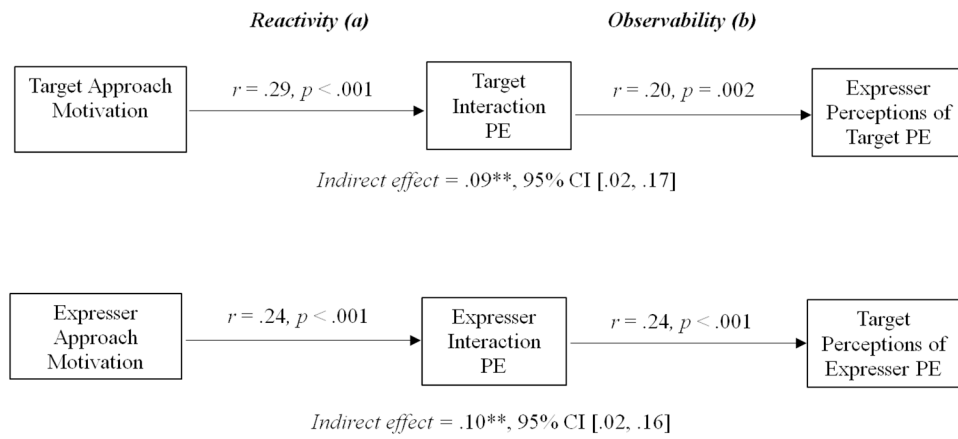 Reactivity (a)
Observability (b)
Target Approach
Motivation
r = .29, p < .001
Target
Interaction
PE
r = .20, p = .002
Expresser
Perceptions of
Target PE
Indirect effect = .09**, 95% CI [.02, .17]
Expresser
Approach
Motivation
r = .24, p < .001
Expresser
Interaction
PE
r = .24, p < .001
Target
Perceptions of
Expresser PE
Indirect effect = .10**, 95% CI [.02, .16]